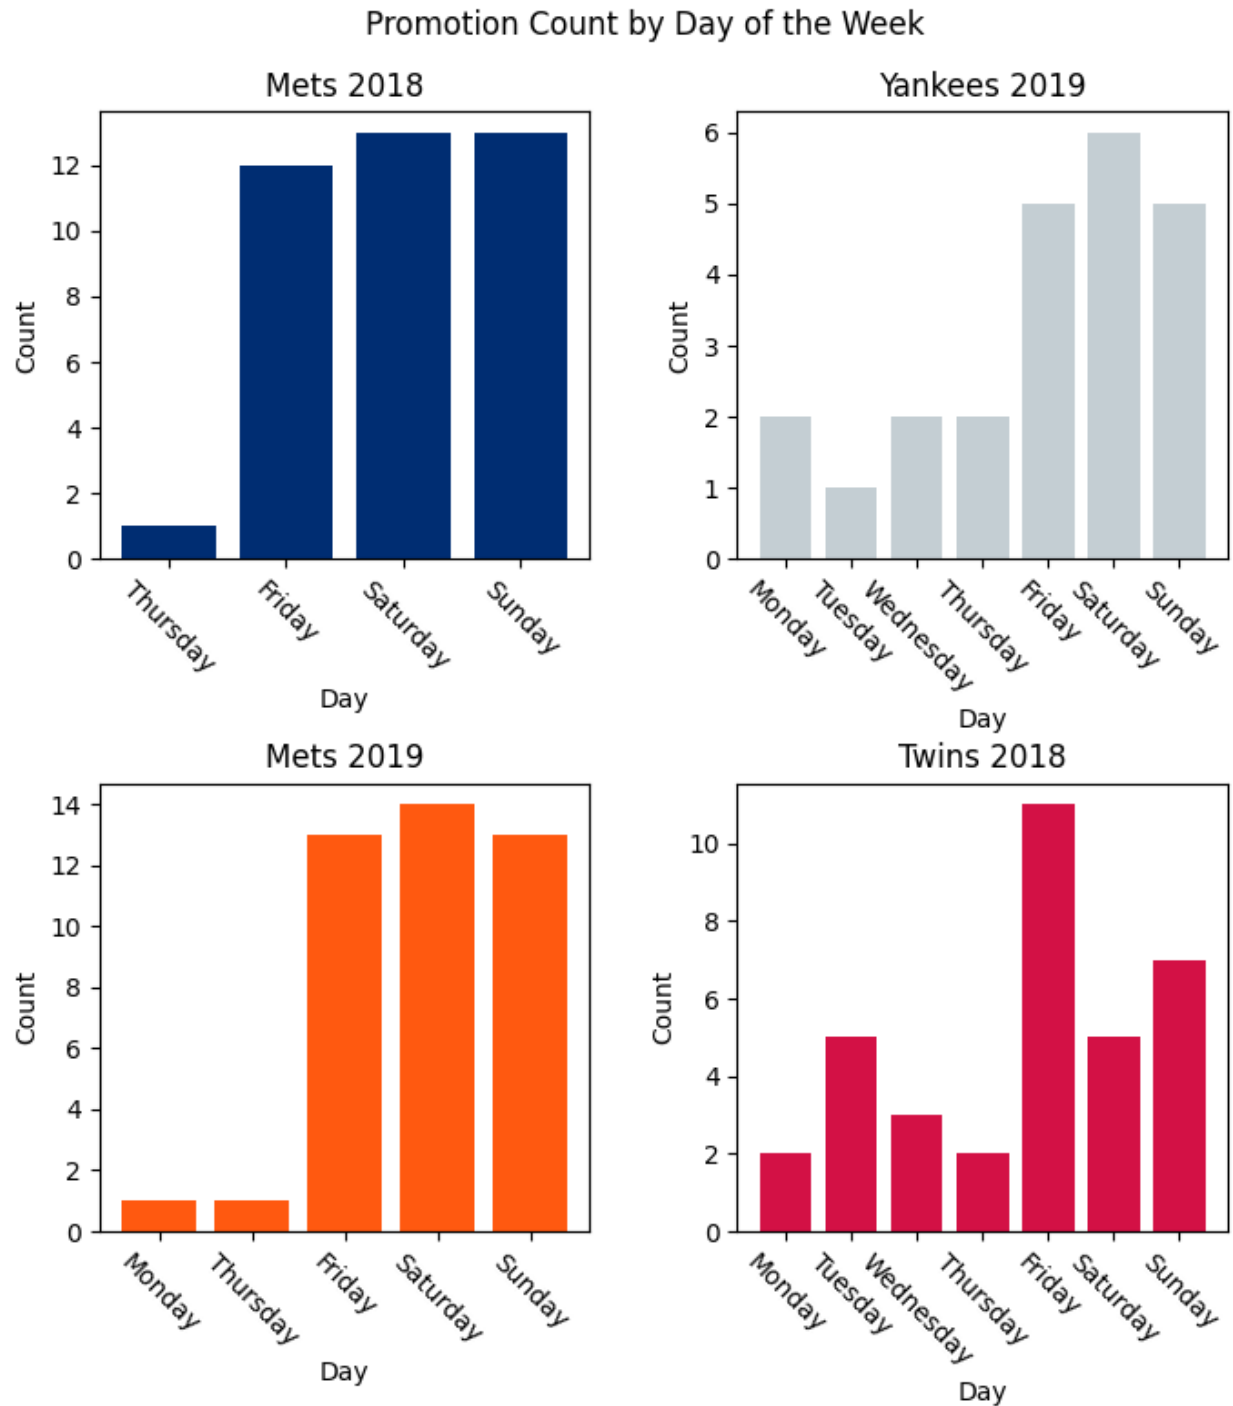 Promotion Count by Day of the Week
Mets 2018
Count
12
10
8
6
4
2
0
Thursday
Friday
Saturday
Sunday
Day
Yankees 2019
Count
6
5
4
3
2
1
0
Monday
Tuesday
Wednesday
Thursday
Friday
Saturday
Sunday
Day
Mets 2019
Count
14
12
10
8
6
4
2
0
Monday
Thursday
Friday
Saturday
Sunday
Day
Twins 2018
Count
10
8
6
4
2
0
Monday
Tuesday
Wednesday
Thursday
Friday
Saturday
Sunday
Day